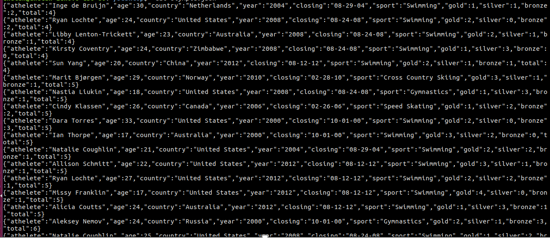 {"athelete":"Inge de Bruijn","age":30,"country":"Netherlands","year":"2004","closing":"08-29-04","sport":"Swimming","gold":1,"silver":1,"bronze
":2,"total":4}
{"athelete":"Ryan Lochte","age":24,"country":"United States","year":"2008","closing":"08-24-08","sport":"Swimming","gold":2,"silver":0,"bronze"
:2,"total":4}
{"athelete":"Libby Lenton-Trickett","age":23,"country":"Australia","year":"2008","closing":"08-24-08","sport":"Swimming","gold":2,"silver":1,"b
ronze":1,"total":4}
{"athelete":"Kirsty Coventry","age":24,"country":"Zimbabwe","year":"2008","closing":"08-24-08","sport":"Swimming","gold":1,"silver":3,"bronze":
0,"total":4}
{"athelete":"Sun Yang","age":20,"country":"China","year":"2012","closing":"08-12-12","sport":"Swimming","gold":2,"silver":1,"bronze":1,"total":
4}
{"athelete":"Marit Bjørgen","age":29,"country":"Norway","year":"2010","closing":"02-28-10","sport":"Cross Country Skiing","gold":3,"silver":1,"
bronze":1,"total":5}
{"athelete":"Nastia Liukin","age":18,"country":"United States","year":"2008","closing":"08-24-08","sport":"Gymnastics","gold":1,"silver":3,"bro
nze":1,"total":5}
{"athelete":"Cindy Klassen","age":26,"country":"Canada","year":"2006","closing":"02-26-06","sport":"Speed Skating","gold":1,"silver":2,"bronze"
:2,"total":5}
{"athelete":"Dara Torres","age":33,"country":"United States","year":"2000","closing":"10-01-00","sport":"Swimming","gold":2,"silver":0,"bronze"
:3,"total":5}
{"athelete":"Ian Thorpe","age":17,"country":"Australia","year":"2000","closing":"10-01-00","sport":"Swimming","gold":3,"silver":2,"bronze":0,"t
otal":5}
{"athelete":"Natalie Coughlin","age":21,"country":"United States","year":"2004","closing":"08-29-04","sport":"Swimming","gold":2,"silver":2,"br
onze":1,"total":5}
{"athelete":"Allison Schmitt","age":22,"country":"United States","year":"2012","closing":"08-12-12","sport":"Swimming","gold":3,"silver":1,"bro
nze":1,"total":5}
{"athelete":"Ryan Lochte","age":27,"country":"United States","year":"2012","closing":"08-12-12","sport":"Swimming","gold":2,"silver":2,"bronze"
:1,"total":5}
{"athelete":"Missy Franklin","age":17,"country":"United States","year":"2012","closing":"08-12-12","sport":"Swimming","gold":4,"silver":0,"bron
ze":1,"total":5}
{"athelete":"Alicia Coutts","age":24,"country":"Australia","year":"2012","closing":"08-12-12","sport":"Swimming","gold":1,"silver":3,"bronze":1
,"total":5}
{"athelete":"Aleksey Nemov","age":24,"country":"Russia","year":"2000","closing":"10-01-00","sport":"Gymnastics","gold":2,"silver":1,"bronze":3,
"total":6}
{"athelete":"Natalie Coughlin","age":25,"country":"United States","year":"2008","closing":"08-24-08","sport":"Swimming","gold":1,"silver":2,"br